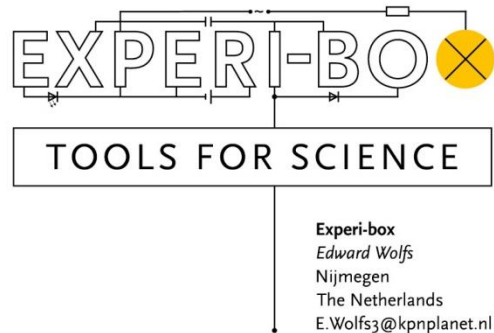 EXPERI-BOX
TOOLS FOR SCIENCE
Experi-box
Edward Wolfs
Nijmegen
The Netherlands
E.Wolfs3@kpnplanet.nl